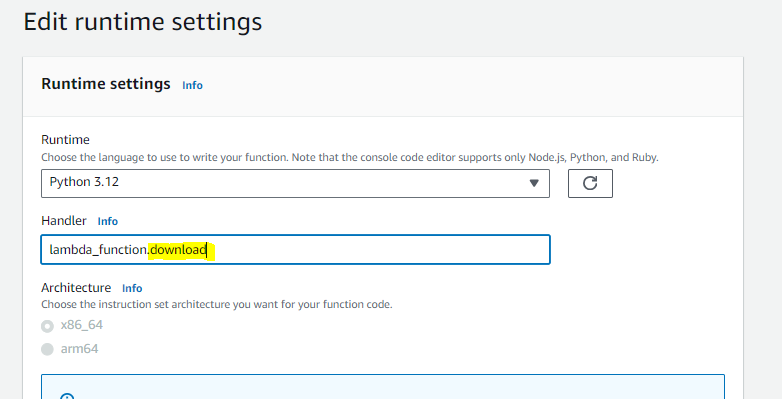 Edit runtime settings
Runtime settings Info
Runtime
Choose the language to use to write your function. Note that the console code editor supports only Node.js, Python, and Ruby.
Python 3.12
Handler Info
lambda_function.download
Architecture Info
Choose the instruction set architecture you want for your function code.
x86_64
arm64